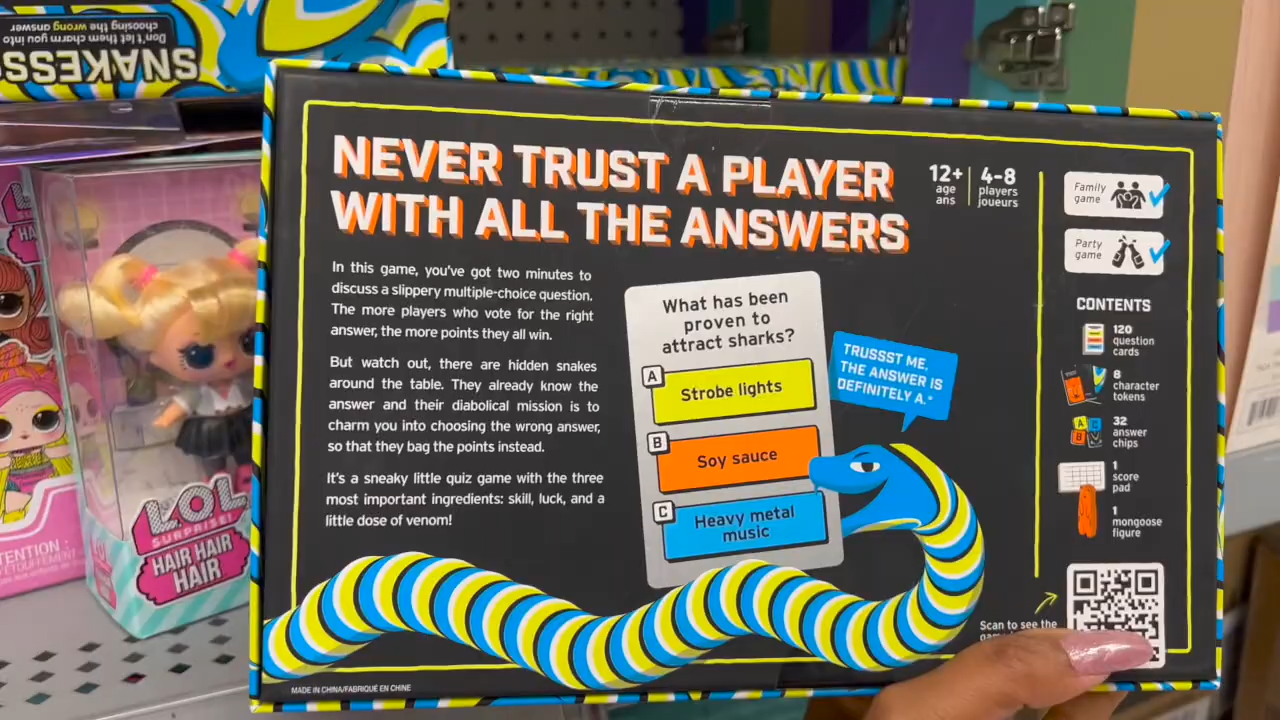 Don't let them charm you into
choosing the wrong answer
SNAKESSS
NEVER TRUST A PLAYER
WITH ALL THE ANSWERS
12+
age
ans
4-8
players
joueurs
Family
game
Party
game
In this game, you've got two minutes to
discuss a slippery multiple-choice question.
The more players who vote for the right
answer, the more points they all win.
But watch out, there are hidden snakes
around the table. They already know the
answer and their diabolical mission is to
charm you into choosing the wrong answer,
so that they bag the points instead.
It's a sneaky little quiz game with the three
most important ingredients: skill, luck, and a
little dose of venom!
What has been
proven to
attract sharks?
A
Strobe lights
B
Soy sauce
C
Heavy metal
music
TRUSSST ME,
THE ANSWER IS
DEFINITELY A.*
CONTENTS
120
question
cards
8
character
tokens
32
answer
chips
1
score
pad
1
mongoose
figure
Scan to see the
MADE IN CHINA/FABRIQUÉ EN CHINE
L.O.L.
SURPRISE!
HAIR HAIR
HAIR